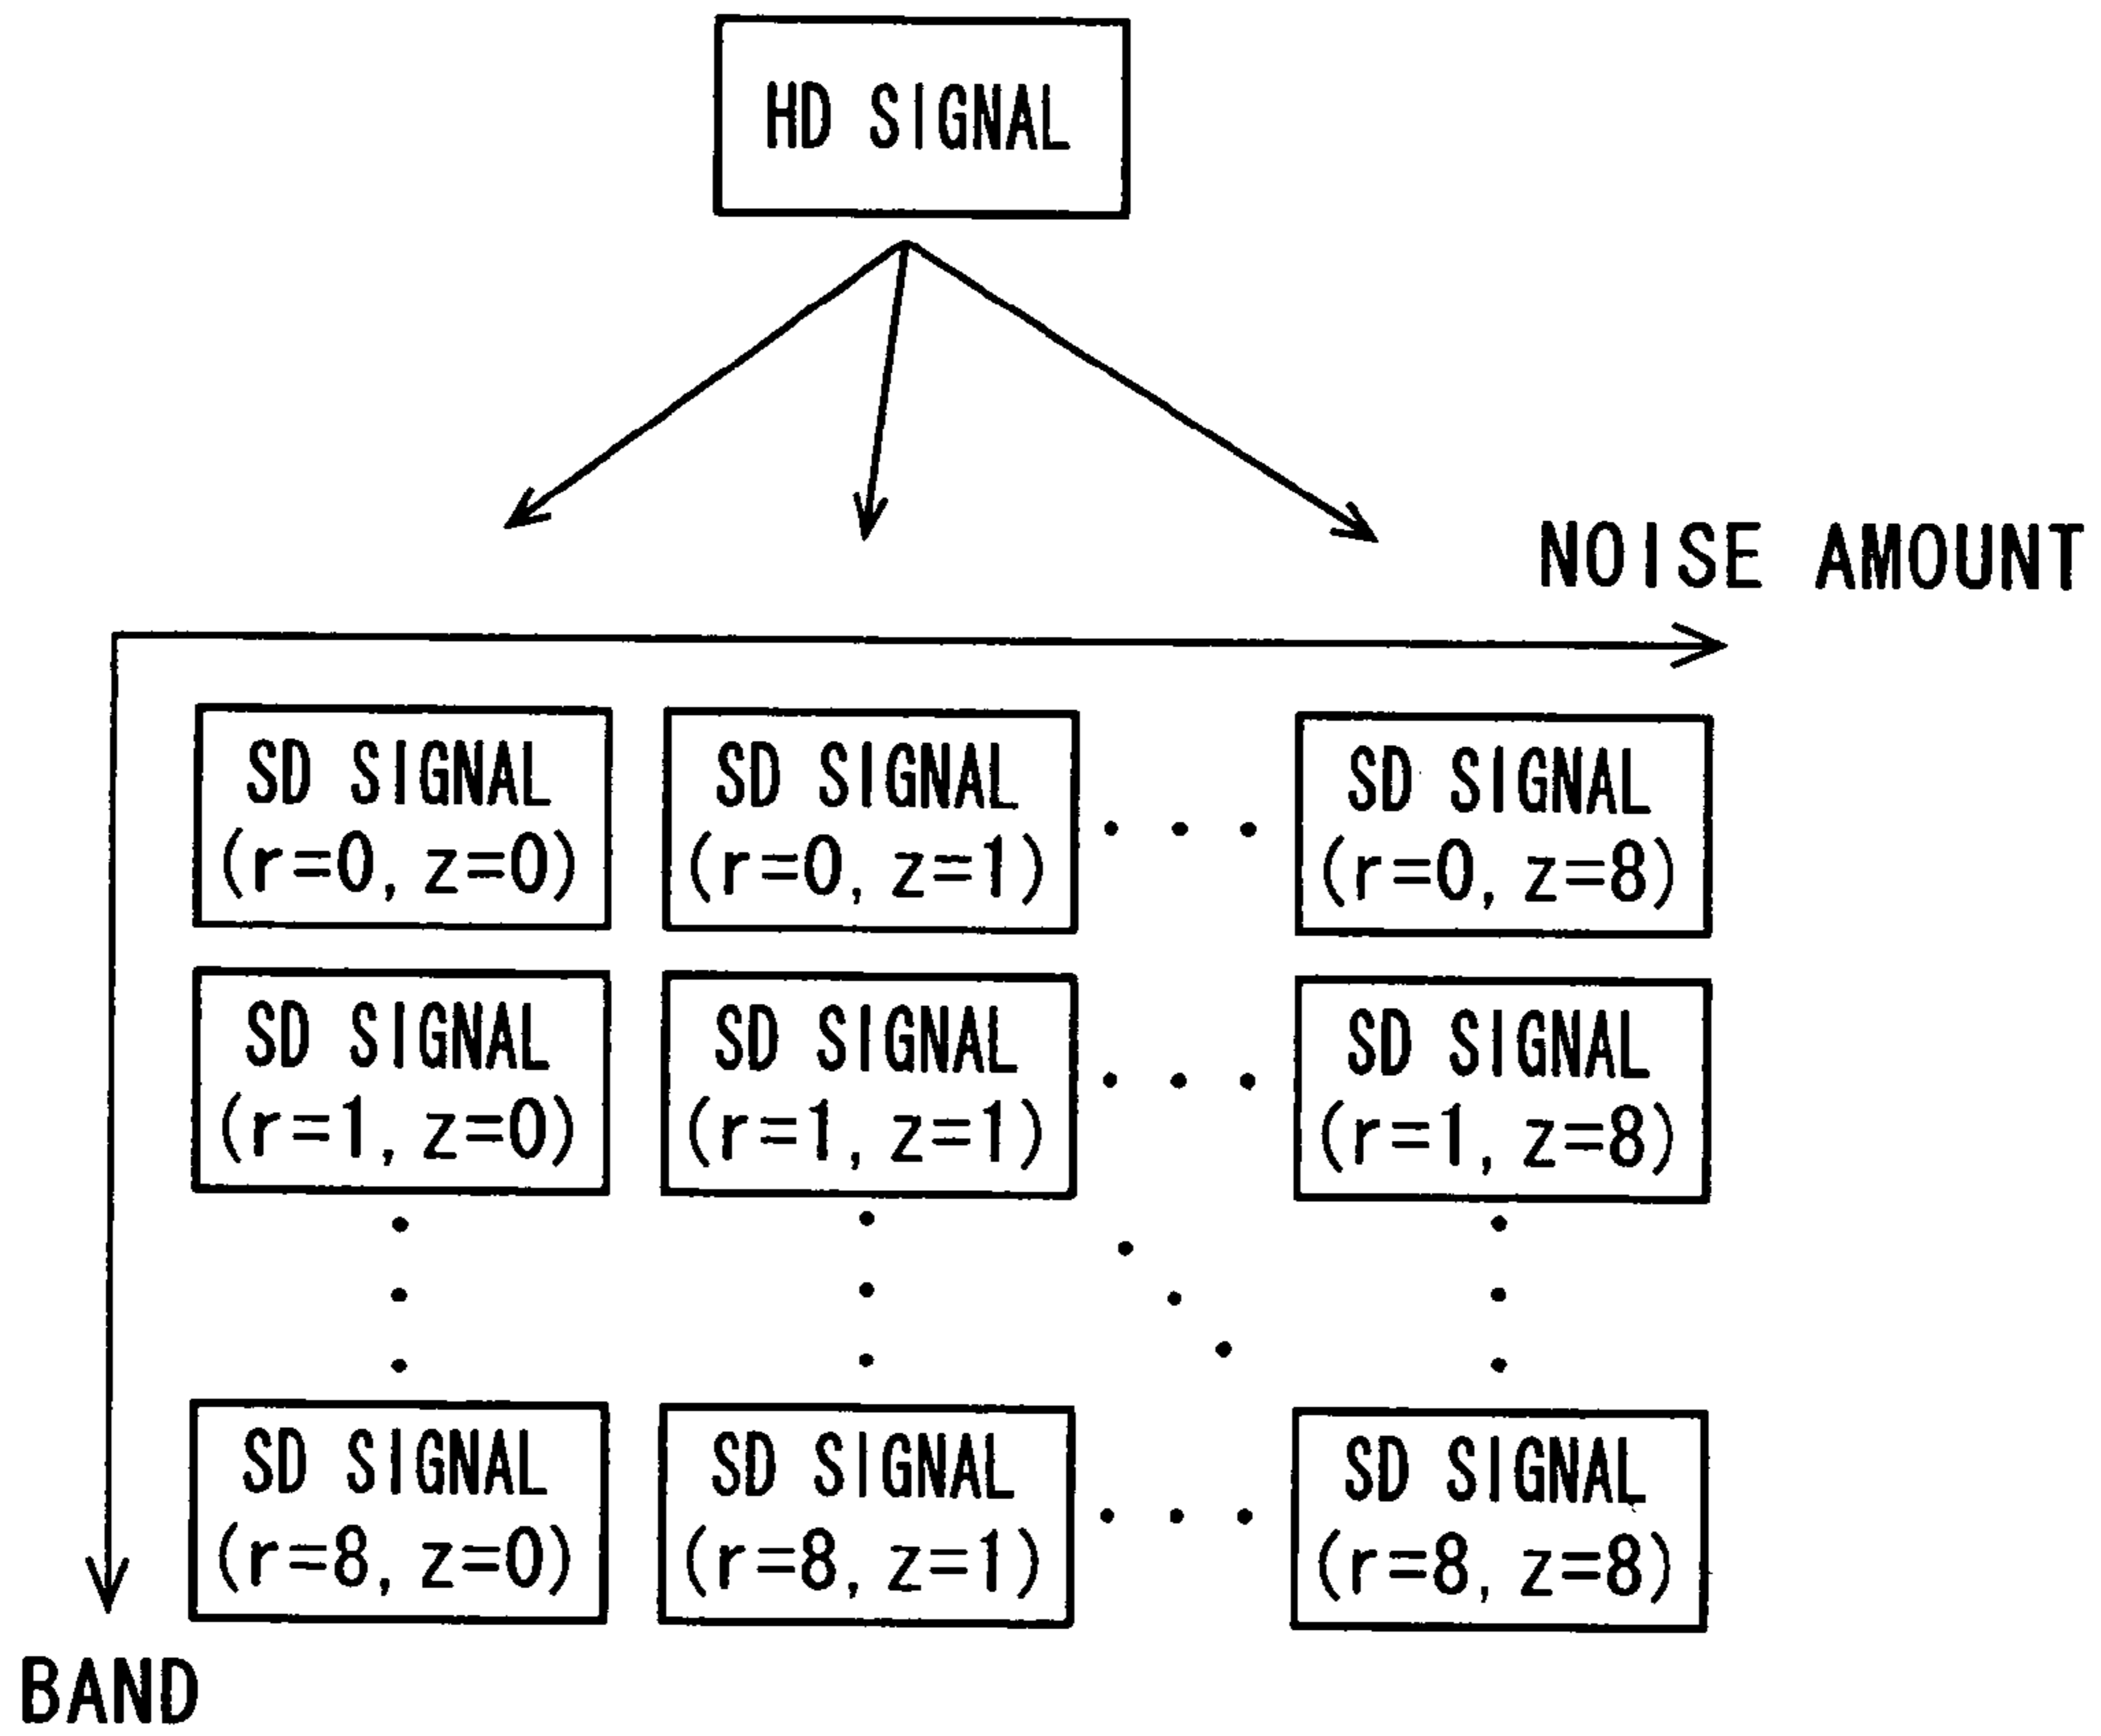 HD SIGNAL
NOISE AMOUNT
SD SIGNAL
(r=0, z=0)
SD SIGNAL
(r=0, z=1)
SD SIGNAL
(r=0, z=8)
SD SIGNAL
(r=1, z=0)
SD SIGNAL
(r=1, z=1)
SD SIGNAL
(r=1, z=8)
SD SIGNAL
(r=8, z=0)
SD SIGNAL
(r=8, z=1)
SD SIGNAL
(r=8, z=8)
BAND